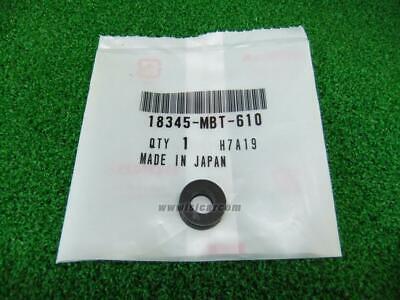 18345-MBT-610
QTY 1 H7A19
MADE IN JAPAN